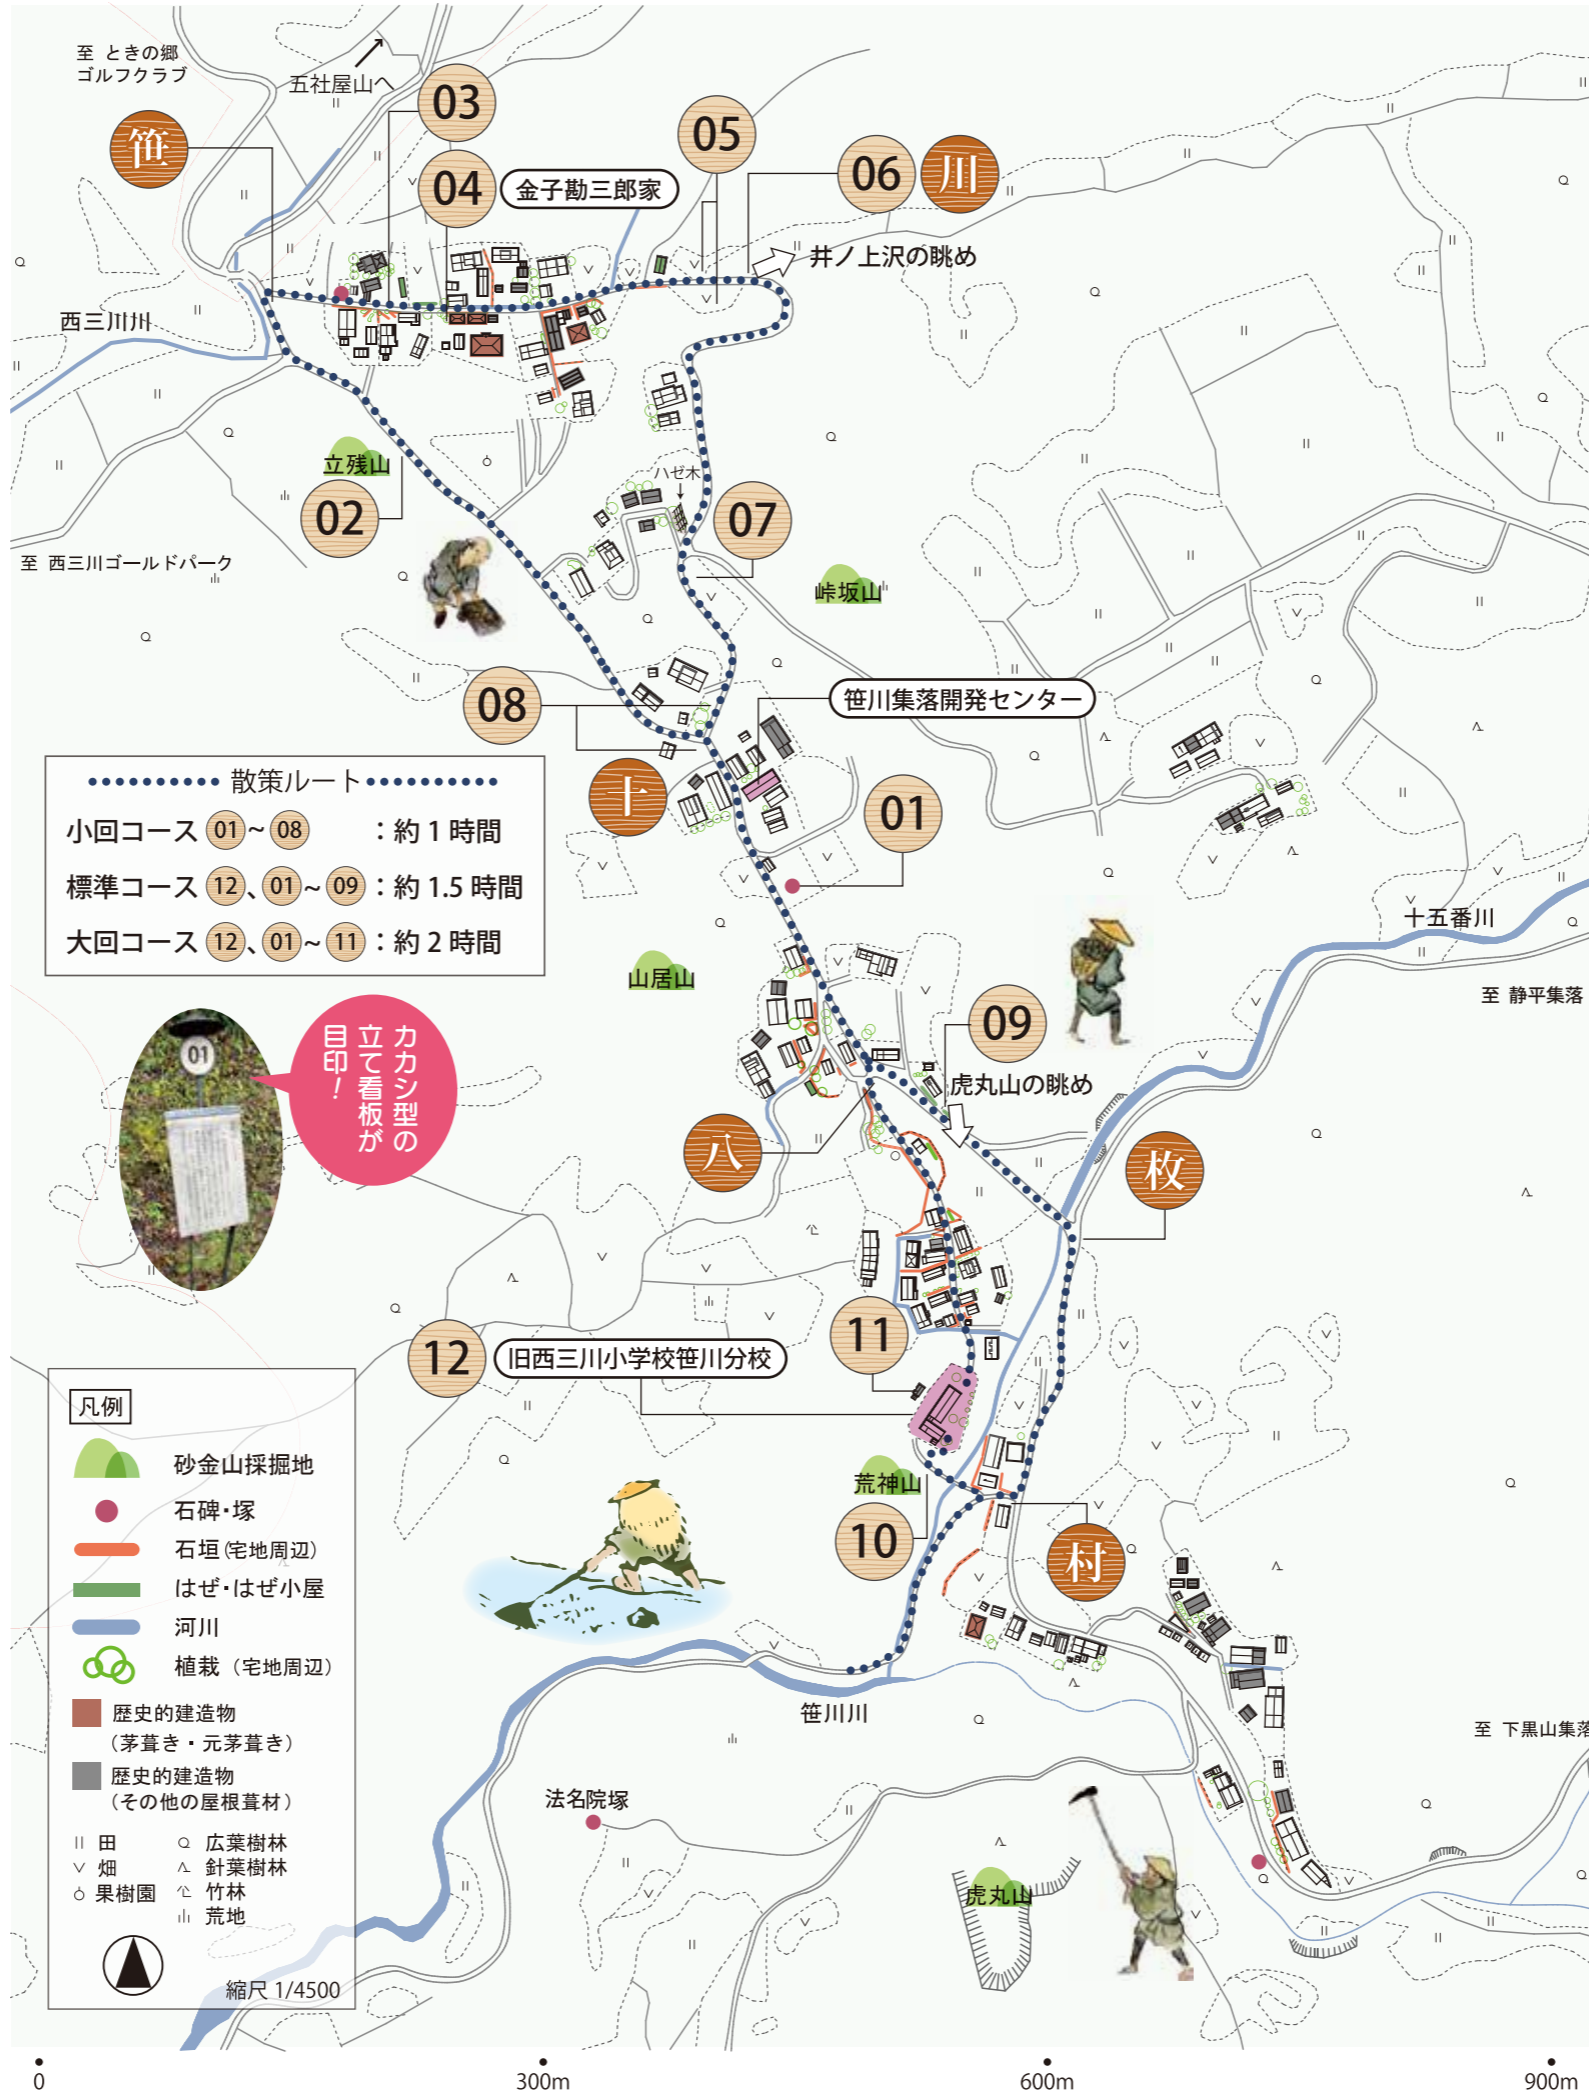 至 ときの郷
ゴルフクラブ
五社屋山へ
03
笹
04
金子勘三郎家
05
06
川
井ノ上沢の眺め
西三川川
立残山
02
ハゼ木
07
至 西三川ゴールドパーク
峠坂山
08
笹川集落開発センター
十
01
散策ルート
小回コース 01 ~ 08 ：約 1 時間
標準コース 12、01 ~ 09：約 1.5 時間
大回コース 12、01 ~ 11：約 2 時間
十五番川
至 静平集落
山居山
09
虎丸山の眺め
01
カカシ型の
立て看板が
目印！
八
枚
11
12
旧西三川小学校笹川分校
荒神山
10
村
凡例
砂金山採掘地
石碑・塚
石垣（宅地周辺）
はぜ・はぜ小屋
河川
植栽（宅地周辺）
歴史的建造物
（茅葺き・元茅葺き）
歴史的建造物
（その他の屋根葺材）
田
広葉樹林
畑
針葉樹林
果樹園
竹林
荒地
縮尺 1/4500
笹川川
至 下黒山集落
法名院塚
虎丸山
0
300m
600m
900m